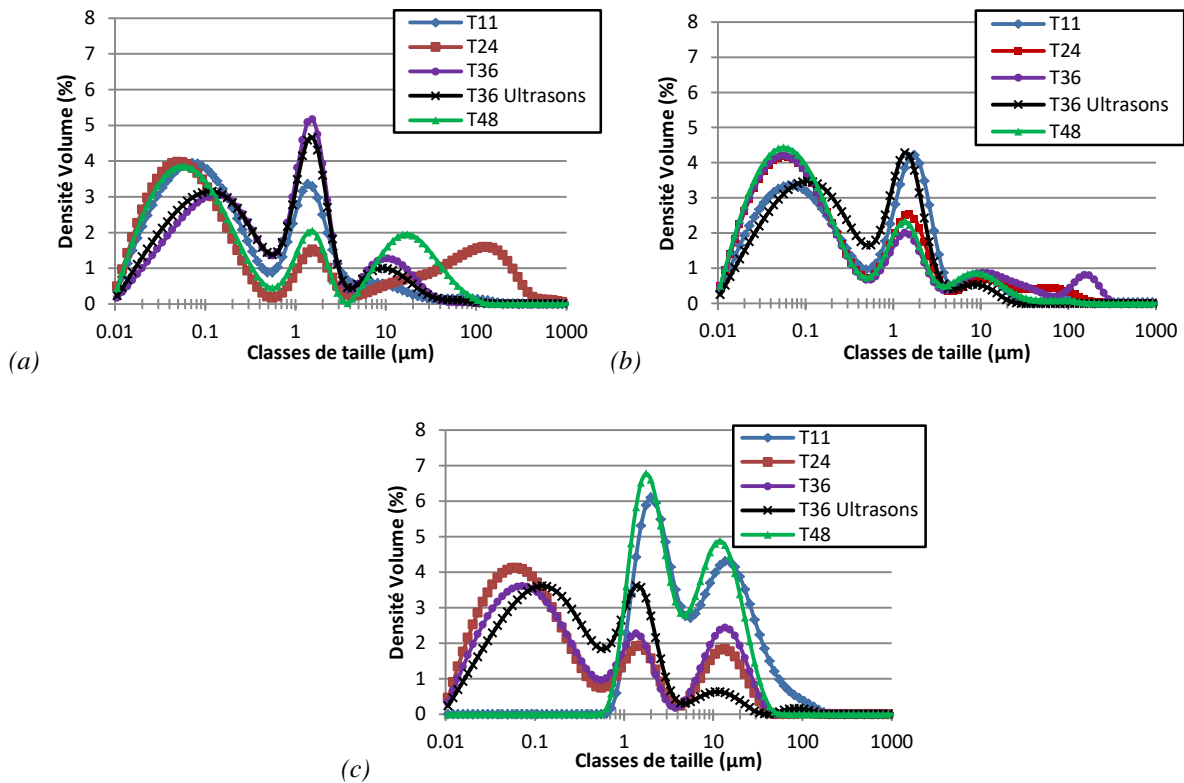 8
7
6
5
4
3
2
1
0
Densité Volume (%)
0.01 0.1 1 10 100 1000
Classes de taille (µm)
T11
T24
T36
T36 Ultrasons
T48
(a)
8
7
6
5
4
3
2
1
0
Densité Volume (%)
0.01 0.1 1 10 100 1000
Classes de taille (µm)
T11
T24
T36
T36 Ultrasons
T48
(b)
8
7
6
5
4
3
2
1
0
Densité Volume (%)
0.01 0.1 1 10 100 1000
Classes de taille (µm)
T11
T24
T36
T36 Ultrasons
T48
(c)